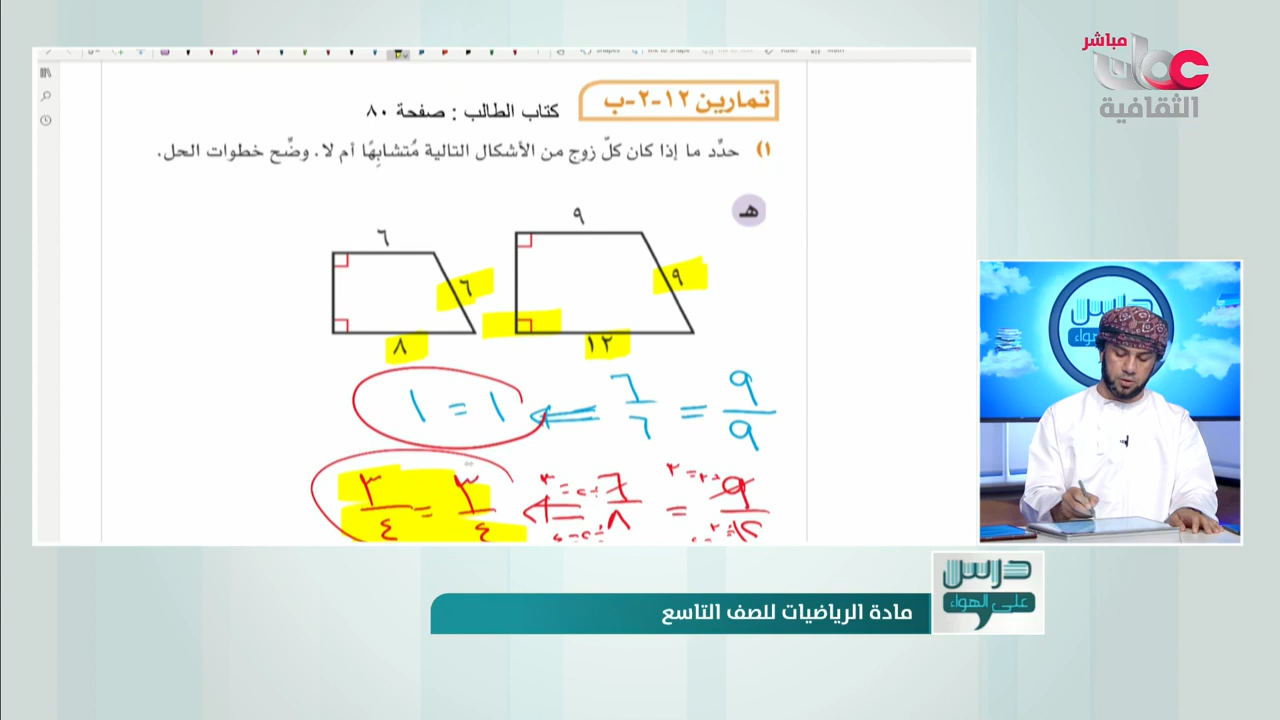 مباشر
عمان
الثقافية
تمارين ١٢-٢-ب
كتاب الطالب : صفحة ٨٠
١) حدِّد ما إذا كان كلّ زوج من الأشكال التالية مُتشابِهًا أم لا. وضِّح خطوات الحل.
هـ
٩
٦
٩
٦
١٢
٨
٩/٩ = ٦/٦ ⇐ ١ = ١
٩/١٢ = ٦/٨ ⇐ ٣/٤ = ٣/٤
درس
على الهواء
مادة الرياضيات للصف التاسع